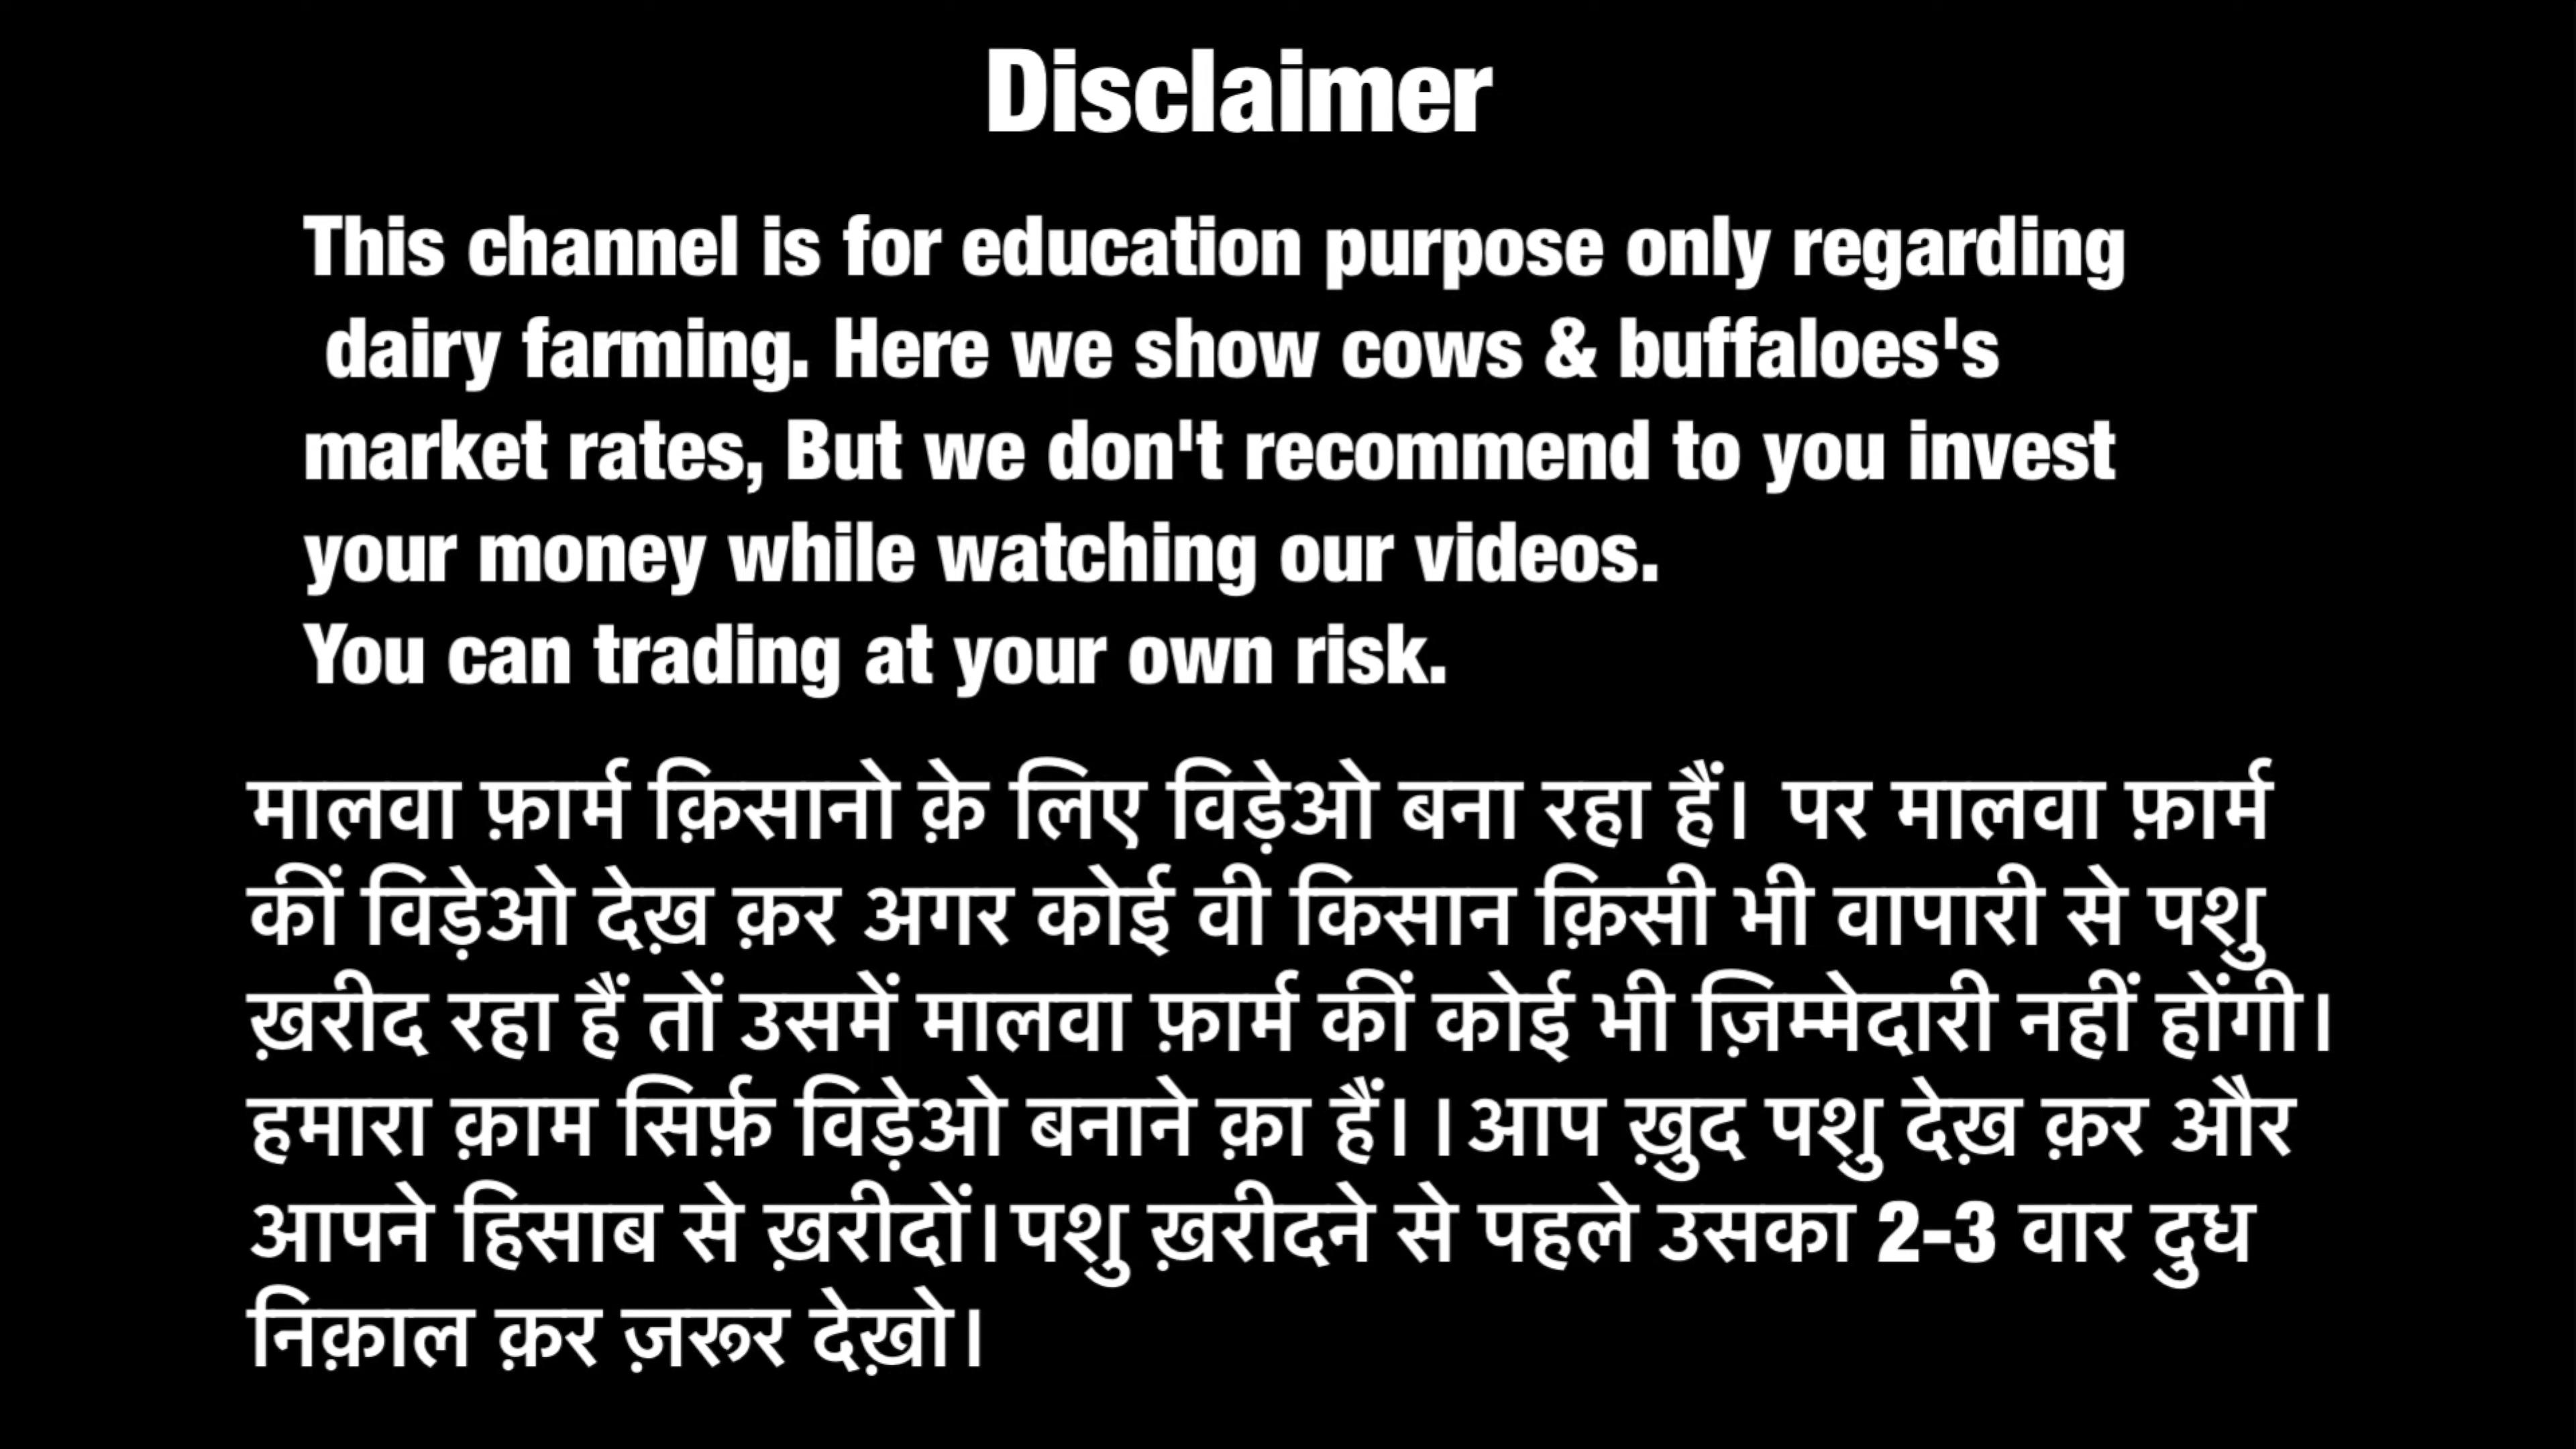 Disclaimer
This channel is for education purpose only regarding
dairy farming. Here we show cows & buffaloes's
market rates, But we don't recommend to you invest
your money while watching our videos.
You can trading at your own risk.
मालवा फ़ार्म क़िसानो क़े लिए विड़ेओ बना रहा हैं। पर मालवा फ़ार्म
कीं विड़ेओ देख़ क़र अगर कोई वी किसान क़िसी भी वापारी से पशु
ख़रीद रहा हैं तों उसमें मालवा फ़ार्म कीं कोई भी ज़िम्मेदारी नहीं होंगी।
हमारा क़ाम सिर्फ़ विड़ेओ बनाने क़ा हैं।।आप ख़ुद पशु देख़ क़र और
आपने हिसाब से ख़रीदों। पशु ख़रीदने से पहले उसका 2-3 वार दुध
निक़ाल क़र ज़रूर देख़ो।